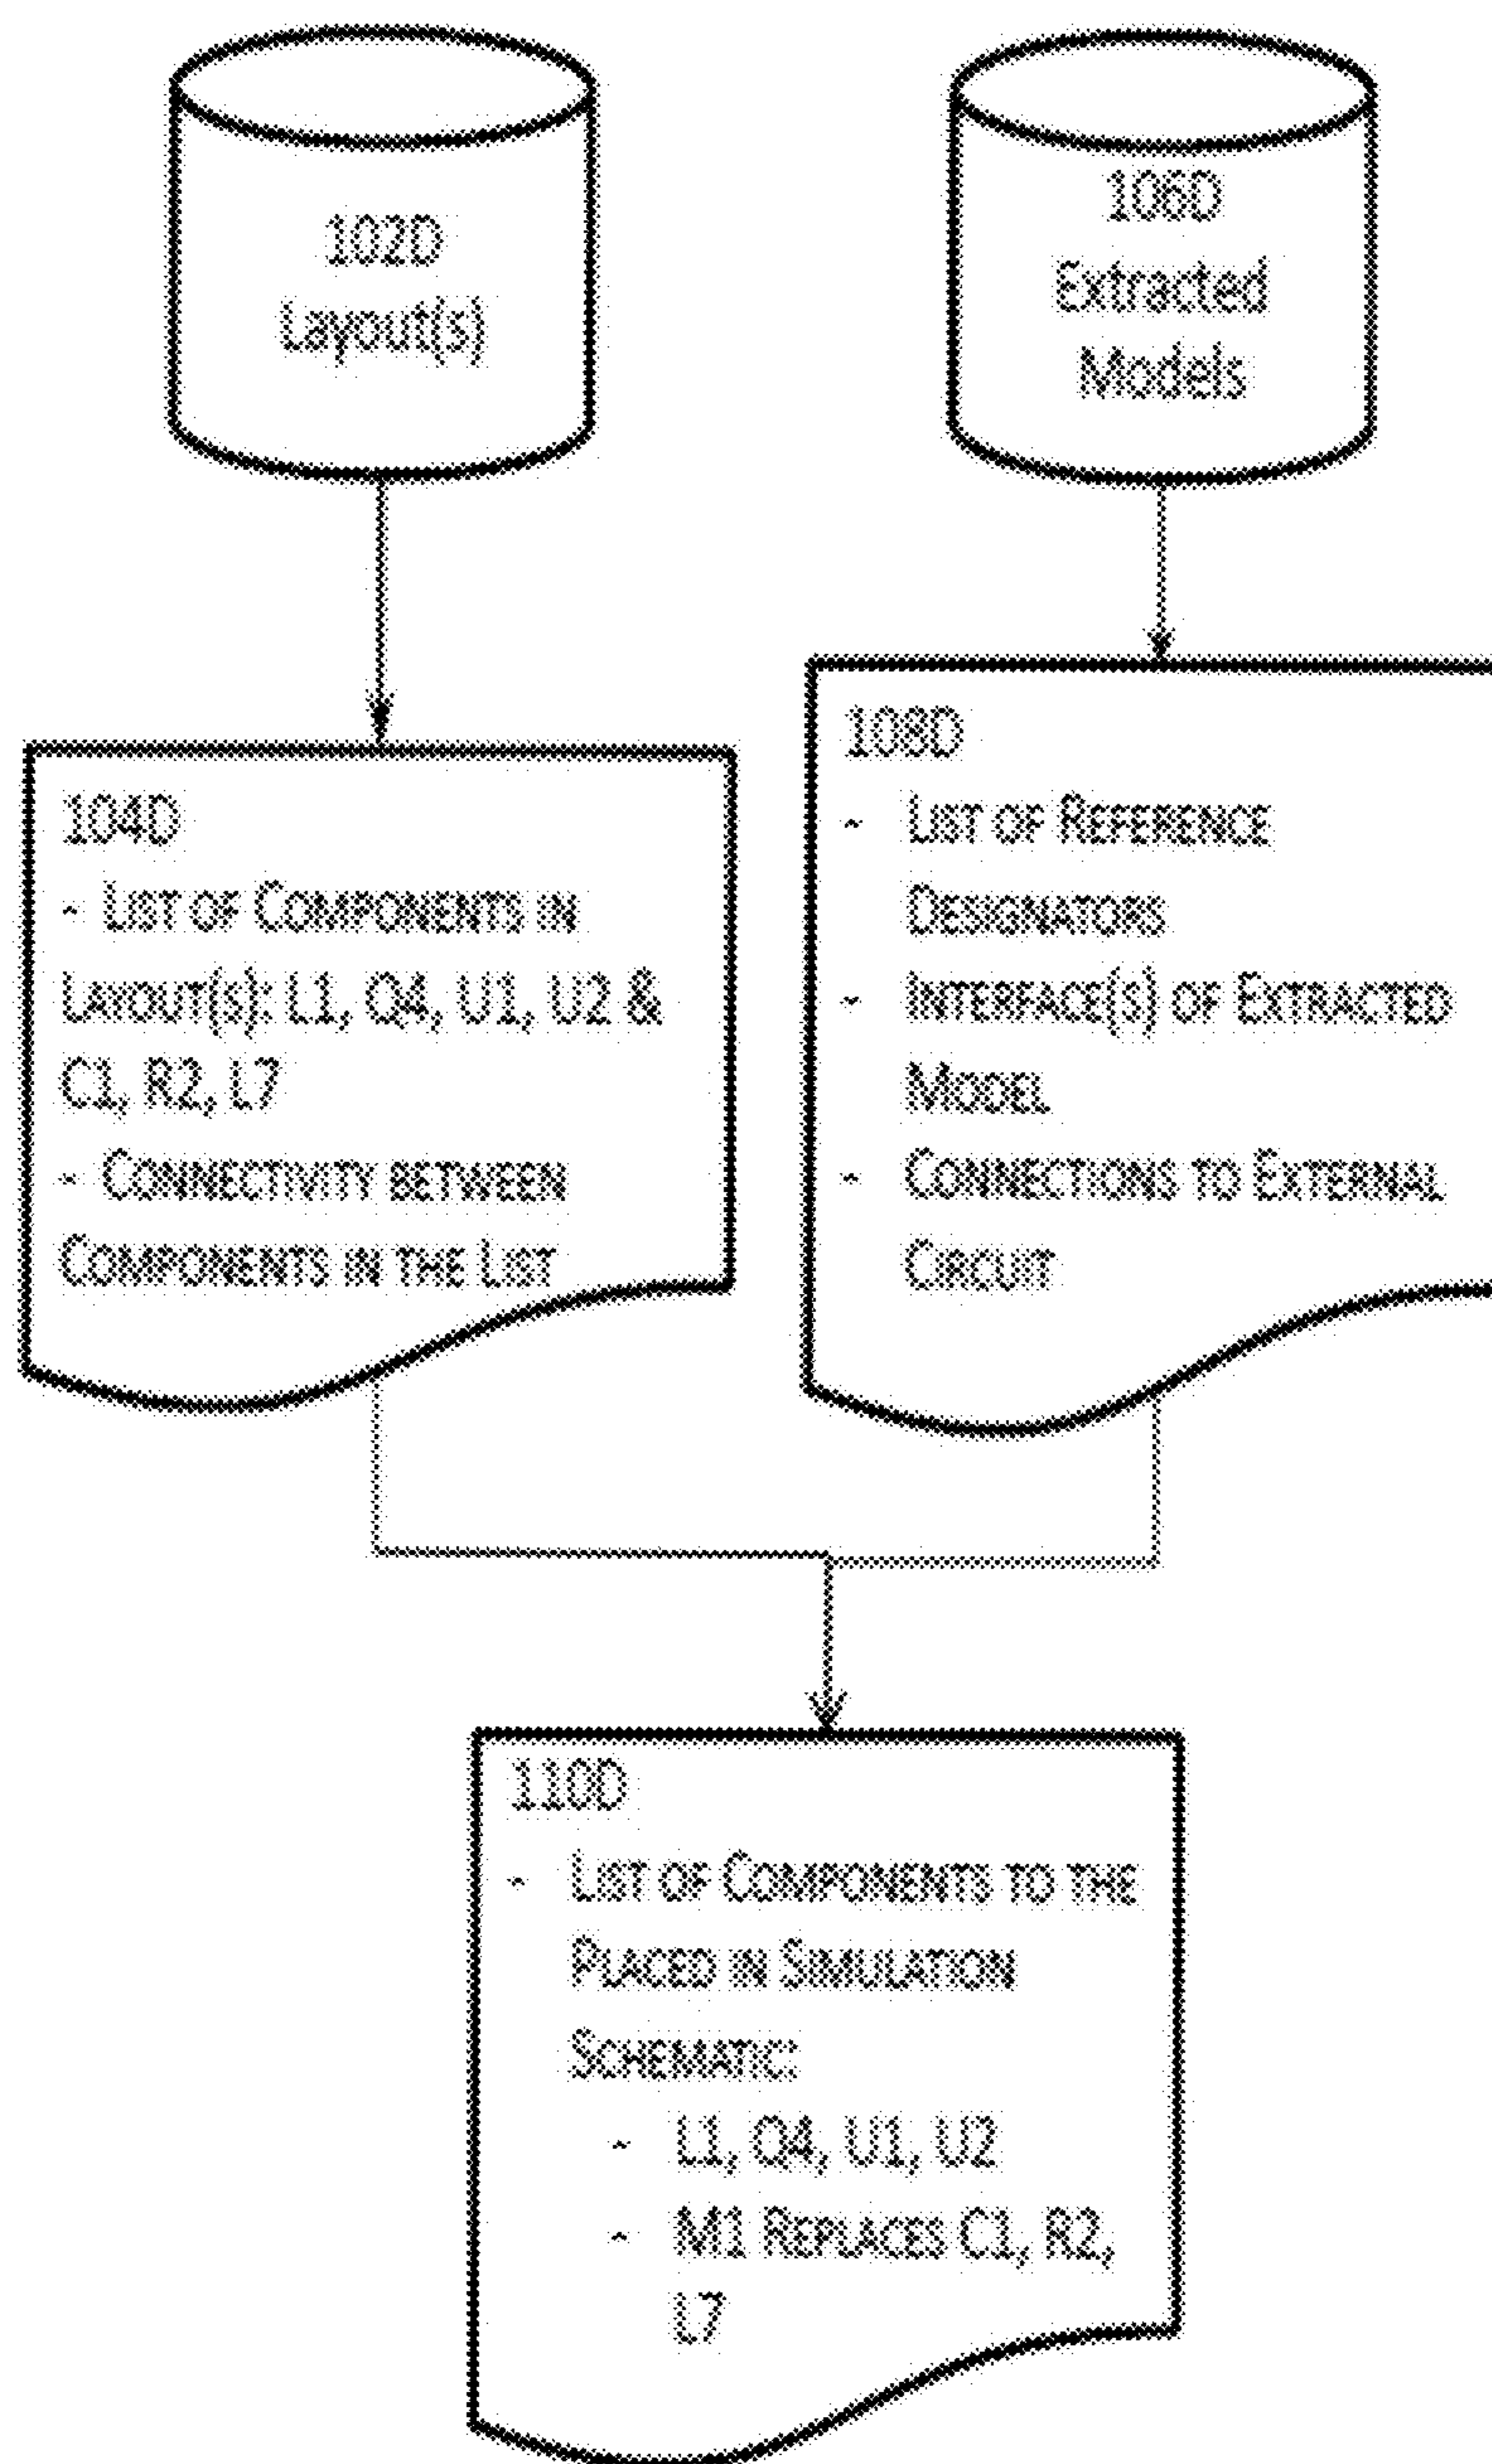 102D
Layout(s)
106D
Extracted
Models
104D
- List of Components in
Layout(s): L1, Q4, U1, U2 &
C1, R2, L7
- Connectivity between
Components in the List
108D
- List of Reference
Designators
- Interface(s) of Extracted
Model
- Connections to External
Circuit
110D
- List of Components to the
Placed in Simulation
Schematic:
- L1, Q4, U1, U2
- M1 Replaces C1, R2,
L7